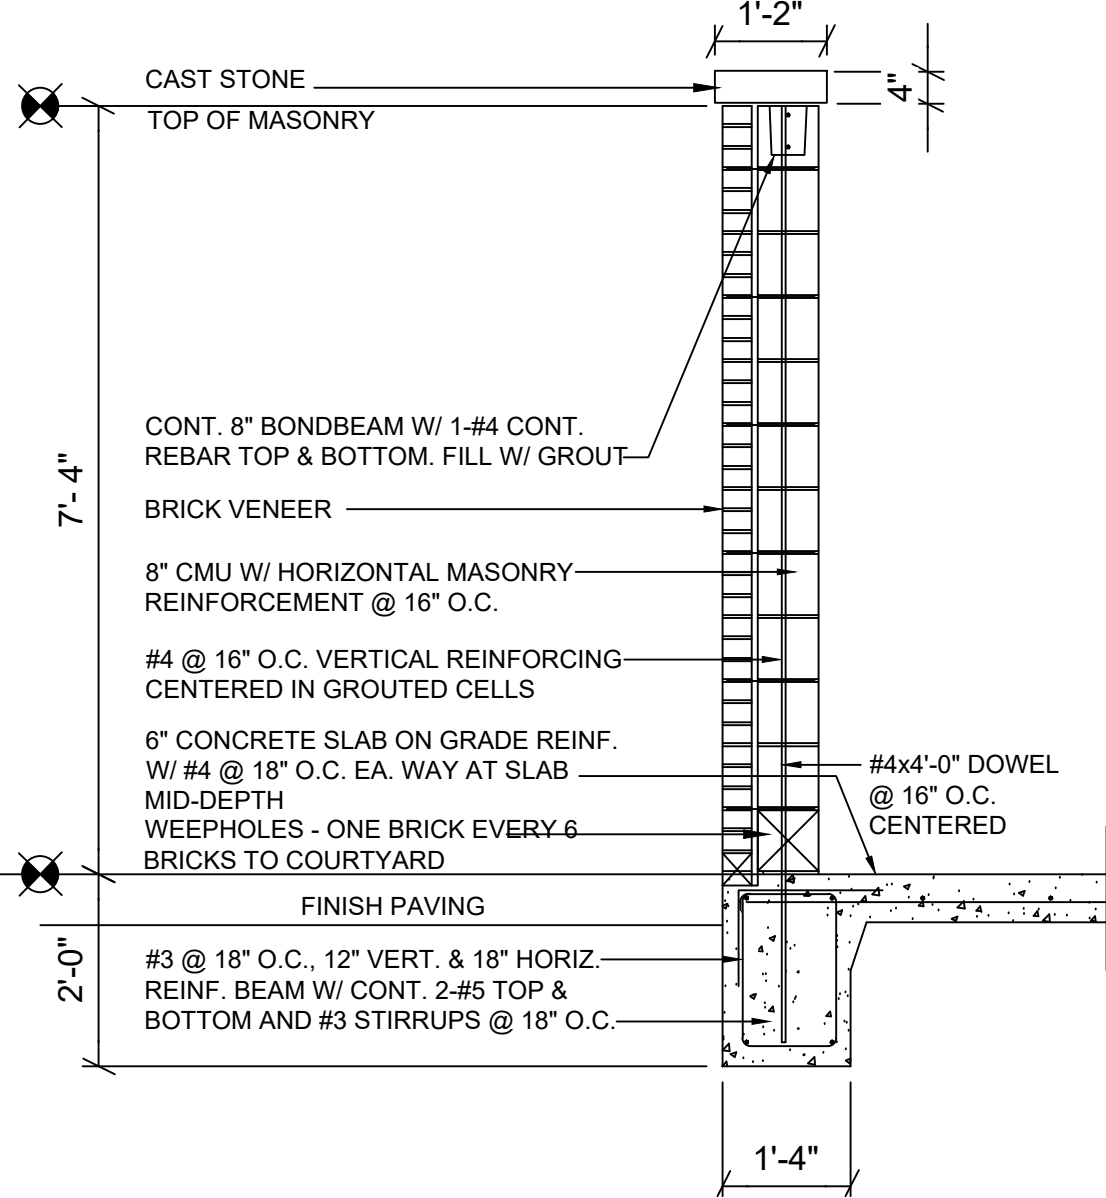 1'-2"
CAST STONE
4"
TOP OF MASONRY
CONT. 8" BONDBEAM W/ 1-#4 CONT.
REBAR TOP & BOTTOM. FILL W/ GROUT
7'- 4"
BRICK VENEER
8" CMU W/ HORIZONTAL MASONRY
REINFORCEMENT @ 16" O.C.
#4 @ 16" O.C. VERTICAL REINFORCING
CENTERED IN GROUTED CELLS
6" CONCRETE SLAB ON GRADE REINF.
W/ #4 @ 18" O.C. EA. WAY AT SLAB
MID-DEPTH
#4x4'-0" DOWEL
@ 16" O.C.
CENTERED
WEEPHOLES - ONE BRICK EVERY 6
BRICKS TO COURTYARD
FINISH PAVING
2'-0"
#3 @ 18" O.C., 12" VERT. & 18" HORIZ.
REINF. BEAM W/ CONT. 2-#5 TOP &
BOTTOM AND #3 STIRRUPS @ 18" O.C.
1'-4"